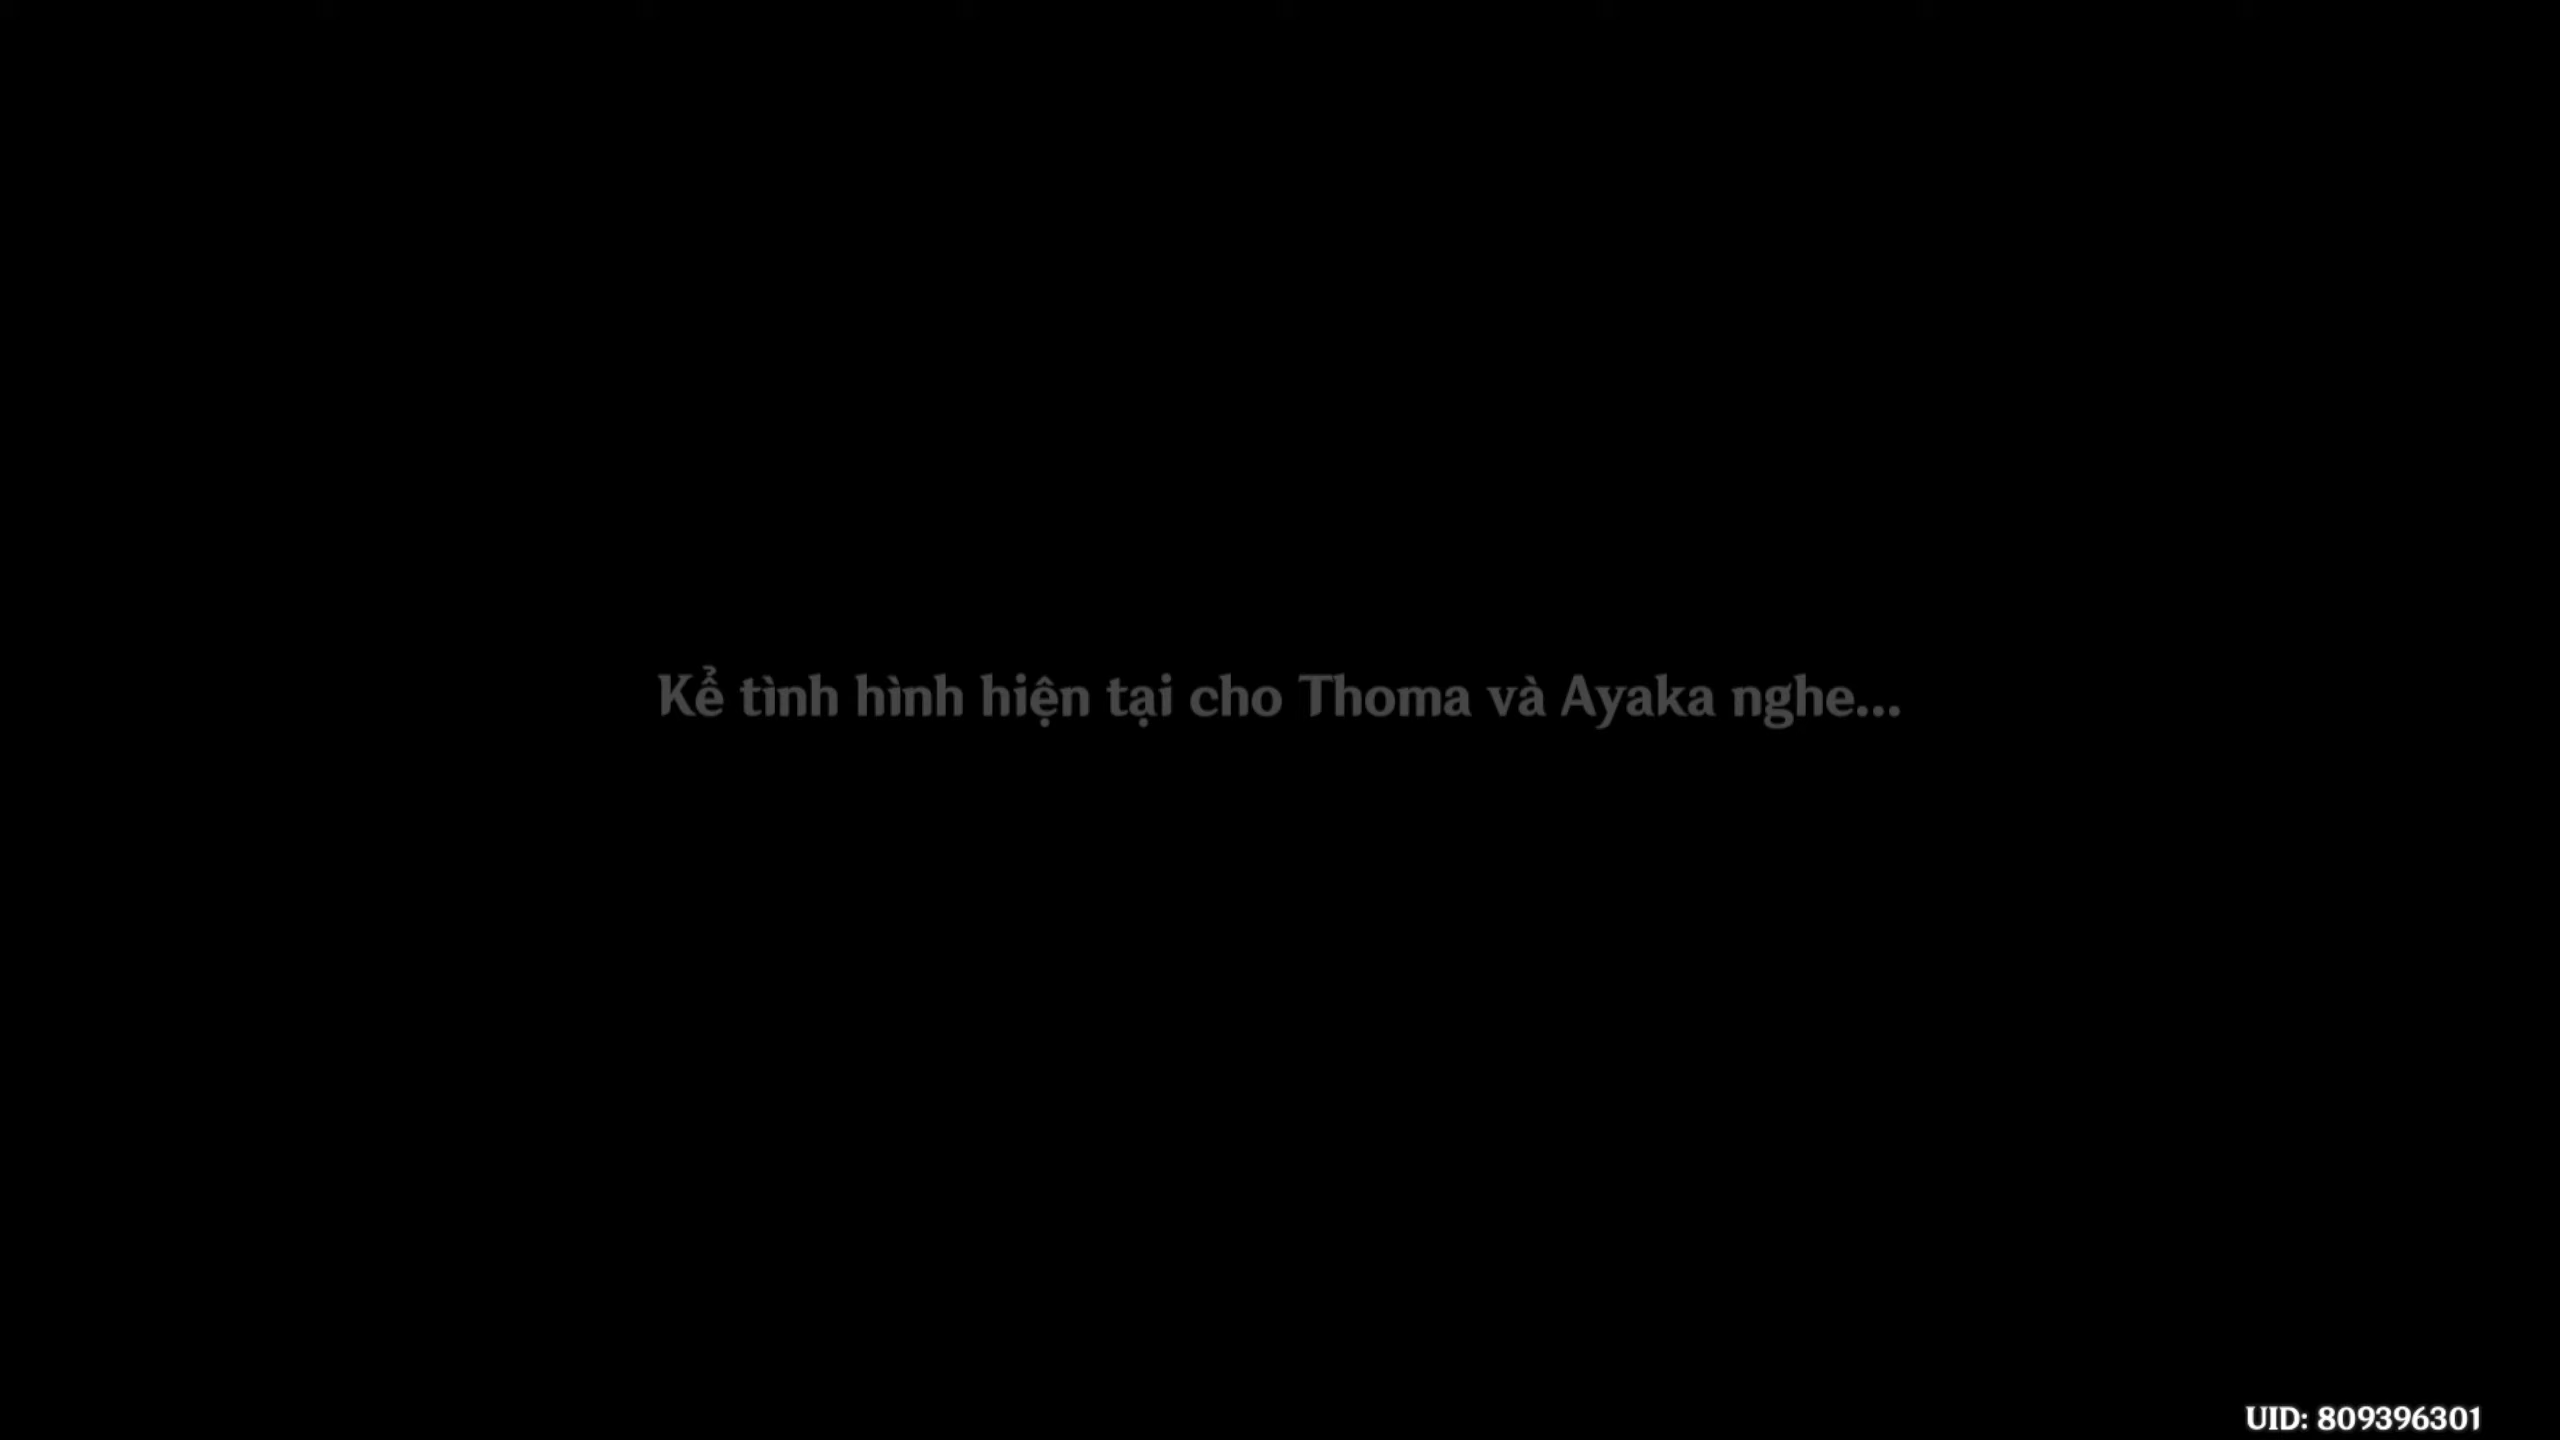 Kể tình hình hiện tại cho Thoma và Ayaka nghe...
UID: 809396301